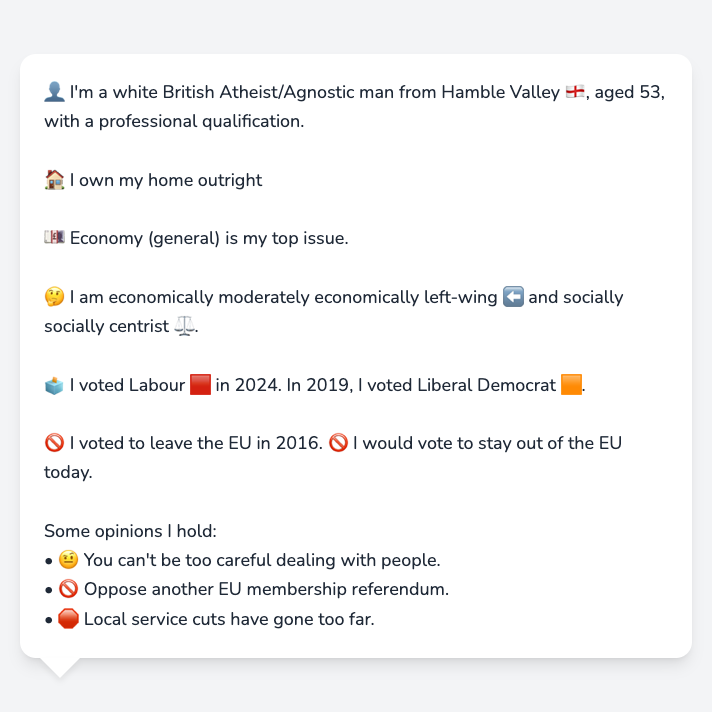 👤 I'm a white British Atheist/Agnostic man from Hamble Valley 🏴󠁧󠁢󠁥󠁮󠁧󠁿, aged 53,
with a professional qualification.
🏠 I own my home outright
💷 Economy (general) is my top issue.
🤔 I am economically moderately economically left-wing ⬅️ and socially
socially centrist ⚖️.
🗳️ I voted Labour 🟥 in 2024. In 2019, I voted Liberal Democrat 🟧.
🚫 I voted to leave the EU in 2016. 🚫 I would vote to stay out of the EU
today.
Some opinions I hold:
• 🤨 You can't be too careful dealing with people.
• 🚫 Oppose another EU membership referendum.
• 🛑 Local service cuts have gone too far.